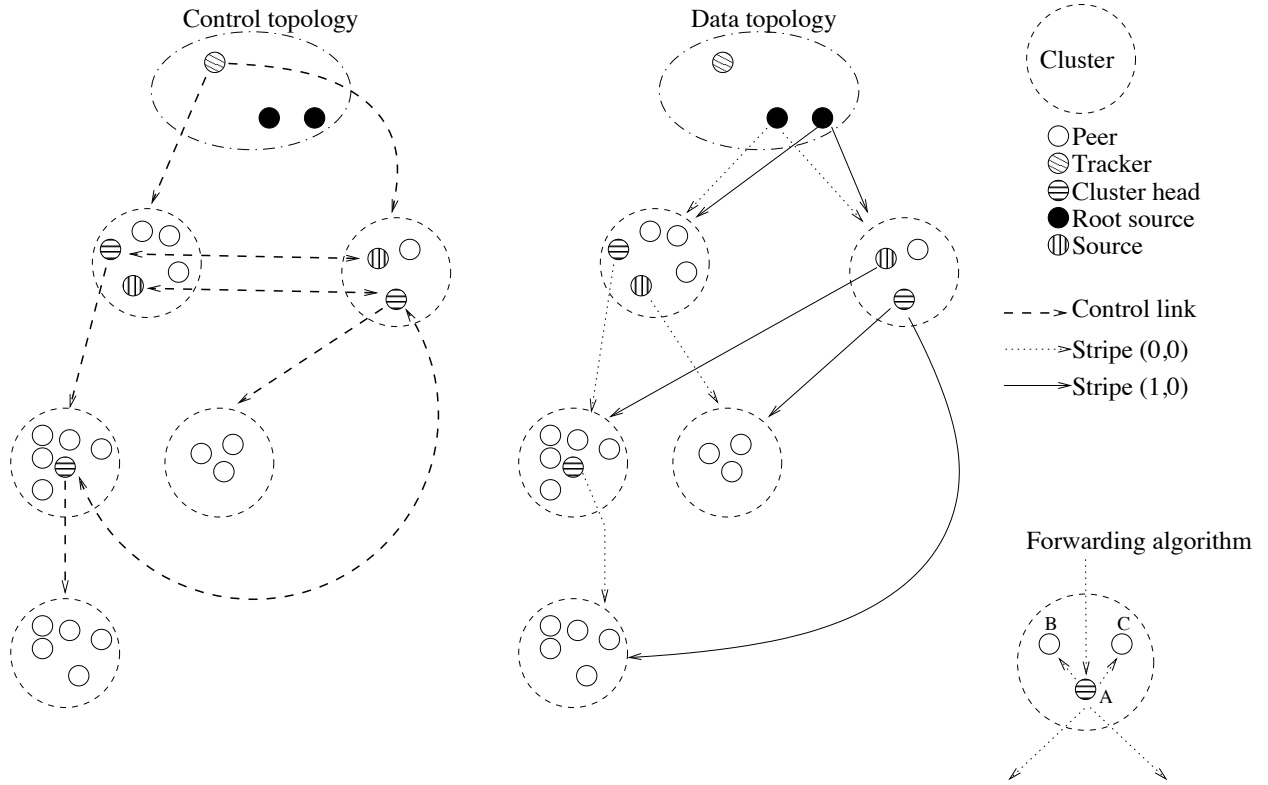 Control topology
Data topology
Cluster
Peer
Tracker
Cluster head
Root source
Source
Control link
Stripe (0,0)
Stripe (1,0)
Forwarding algorithm
B
C
A